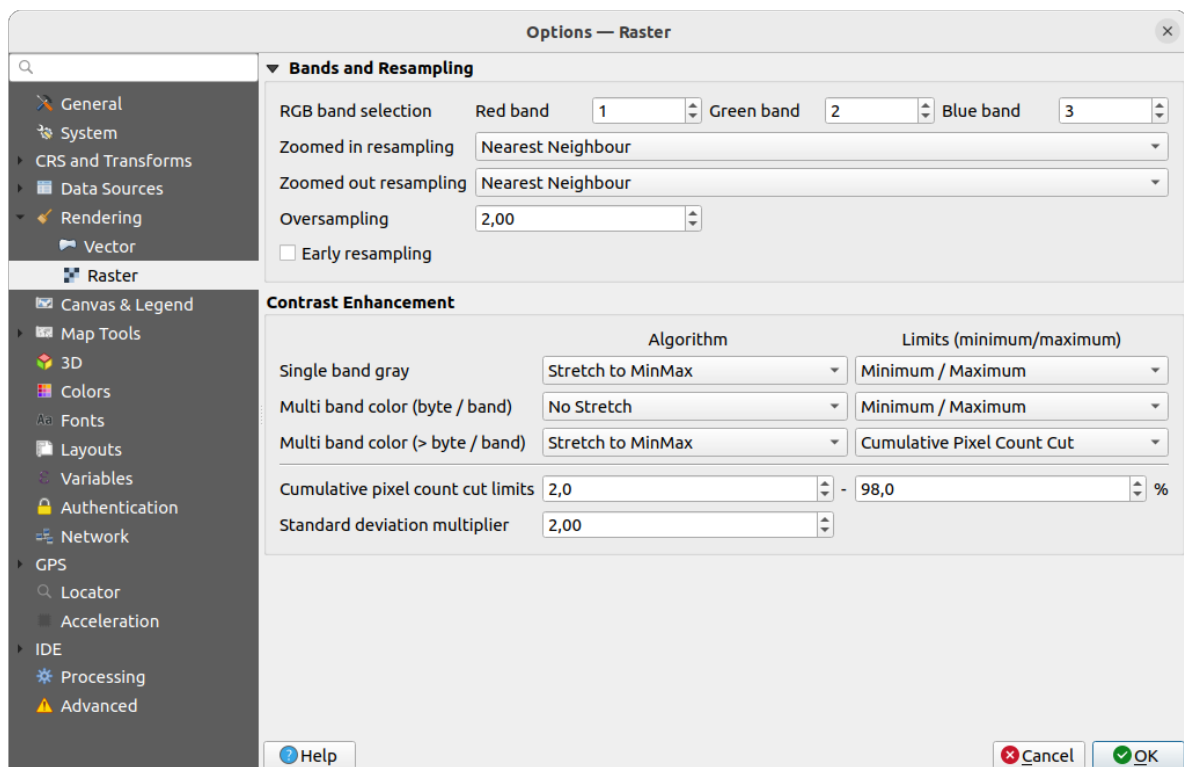 Options — Raster
General
System
CRS and Transforms
Data Sources
Rendering
Vector
Raster
Canvas & Legend
Map Tools
3D
Colors
Aa Fonts
Layouts
Variables
Authentication
Network
GPS
Locator
Acceleration
IDE
Processing
Advanced
Bands and Resampling
RGB band selection Red band 1 Green band 2 Blue band 3
Zoomed in resampling Nearest Neighbour
Zoomed out resampling Nearest Neighbour
Oversampling 2,00
Early resampling
Contrast Enhancement
Algorithm Limits (minimum/maximum)
Single band gray Stretch to MinMax Minimum / Maximum
Multi band color (byte / band) No Stretch Minimum / Maximum
Multi band color (> byte / band) Stretch to MinMax Cumulative Pixel Count Cut
Cumulative pixel count cut limits 2,0 - 98,0 %
Standard deviation multiplier 2,00
? Help Cancel OK